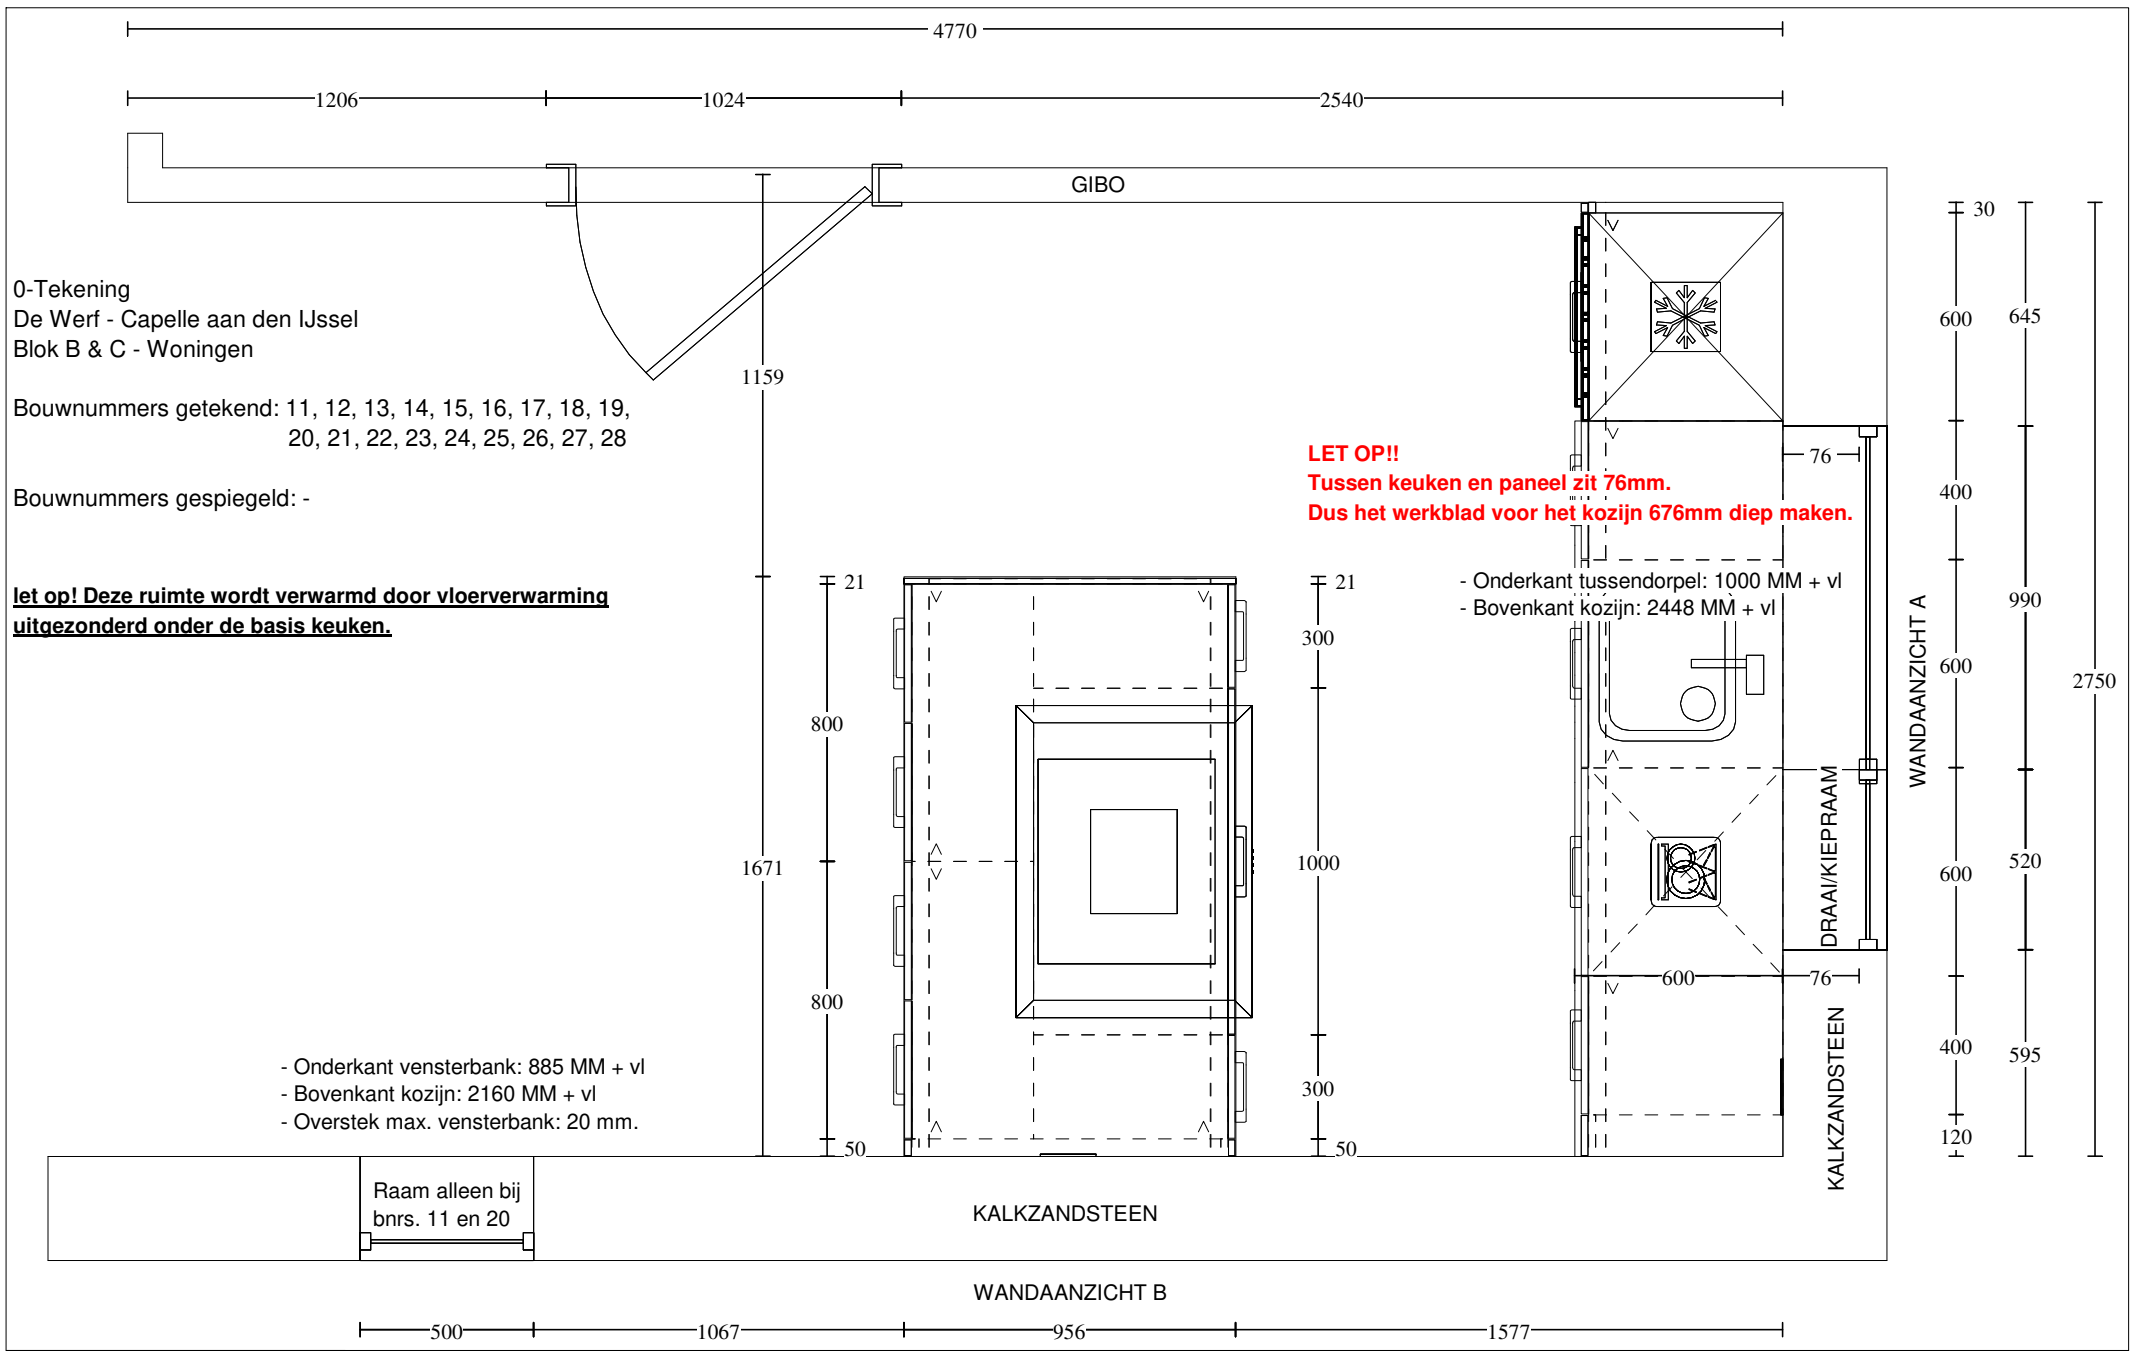 4770
1206
1024
2540
GIBO
30
0-Tekening
De Werf - Capelle aan den IJssel
Blok B & C - Woningen
Bouwnummers getekend: 11, 12, 13, 14, 15, 16, 17, 18, 19,
20, 21, 22, 23, 24, 25, 26, 27, 28
Bouwnummers gespiegeld: -
let op! Deze ruimte wordt verwarmd door vloerverwarming
uitgezonderd onder de basis keuken.
1159
1671
LET OP!!
Tussen keuken en paneel zit 76mm.
Dus het werkblad voor het kozijn 676mm diep maken.
76
- Onderkant tussendorpel: 1000 MM + vl
- Bovenkant kozijn: 2448 MM + vl
21
800
800
50
21
300
1000
300
50
600
76
DRAAI/KIEPRAAM
KALKZANDSTEEN
WANDAANZICHT A
600
400
600
600
400
120
645
990
520
595
2750
- Onderkant vensterbank: 885 MM + vl
- Bovenkant kozijn: 2160 MM + vl
- Overstek max. vensterbank: 20 mm.
Raam alleen bij
bnrs. 11 en 20
KALKZANDSTEEN
WANDAANZICHT B
500
1067
956
1577